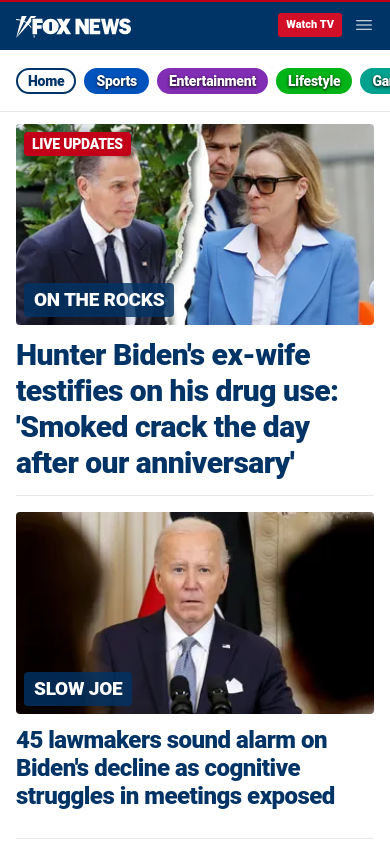 FOX NEWS
Watch TV
Home
Sports
Entertainment
Lifestyle
Ga
LIVE UPDATES
ON THE ROCKS
Hunter Biden's ex-wife
testifies on his drug use:
'Smoked crack the day
after our anniversary'
SLOW JOE
45 lawmakers sound alarm on
Biden's decline as cognitive
struggles in meetings exposed